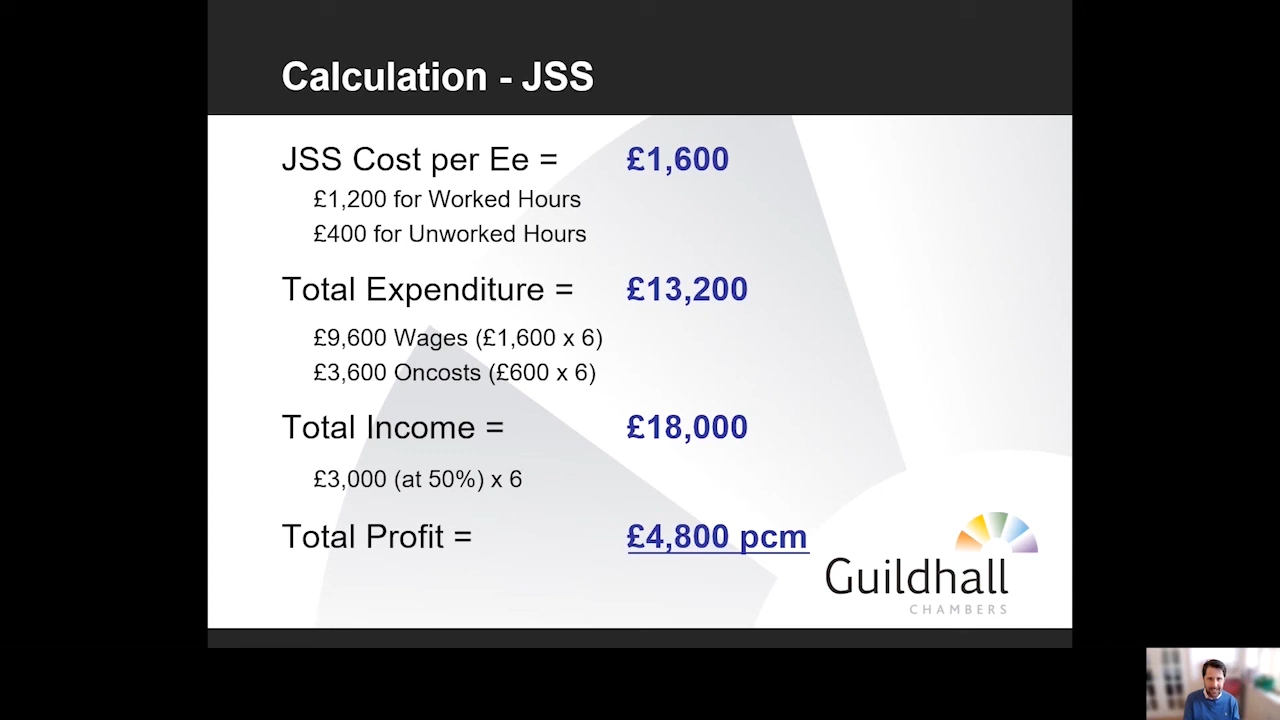 Calculation - JSS
JSS Cost per Ee = £1,600
£1,200 for Worked Hours
£400 for Unworked Hours
Total Expenditure = £13,200
£9,600 Wages (£1,600 x 6)
£3,600 Oncosts (£600 x 6)
Total Income = £18,000
£3,000 (at 50%) x 6
Total Profit = £4,800 pcm
Guildhall
CHAMBERS